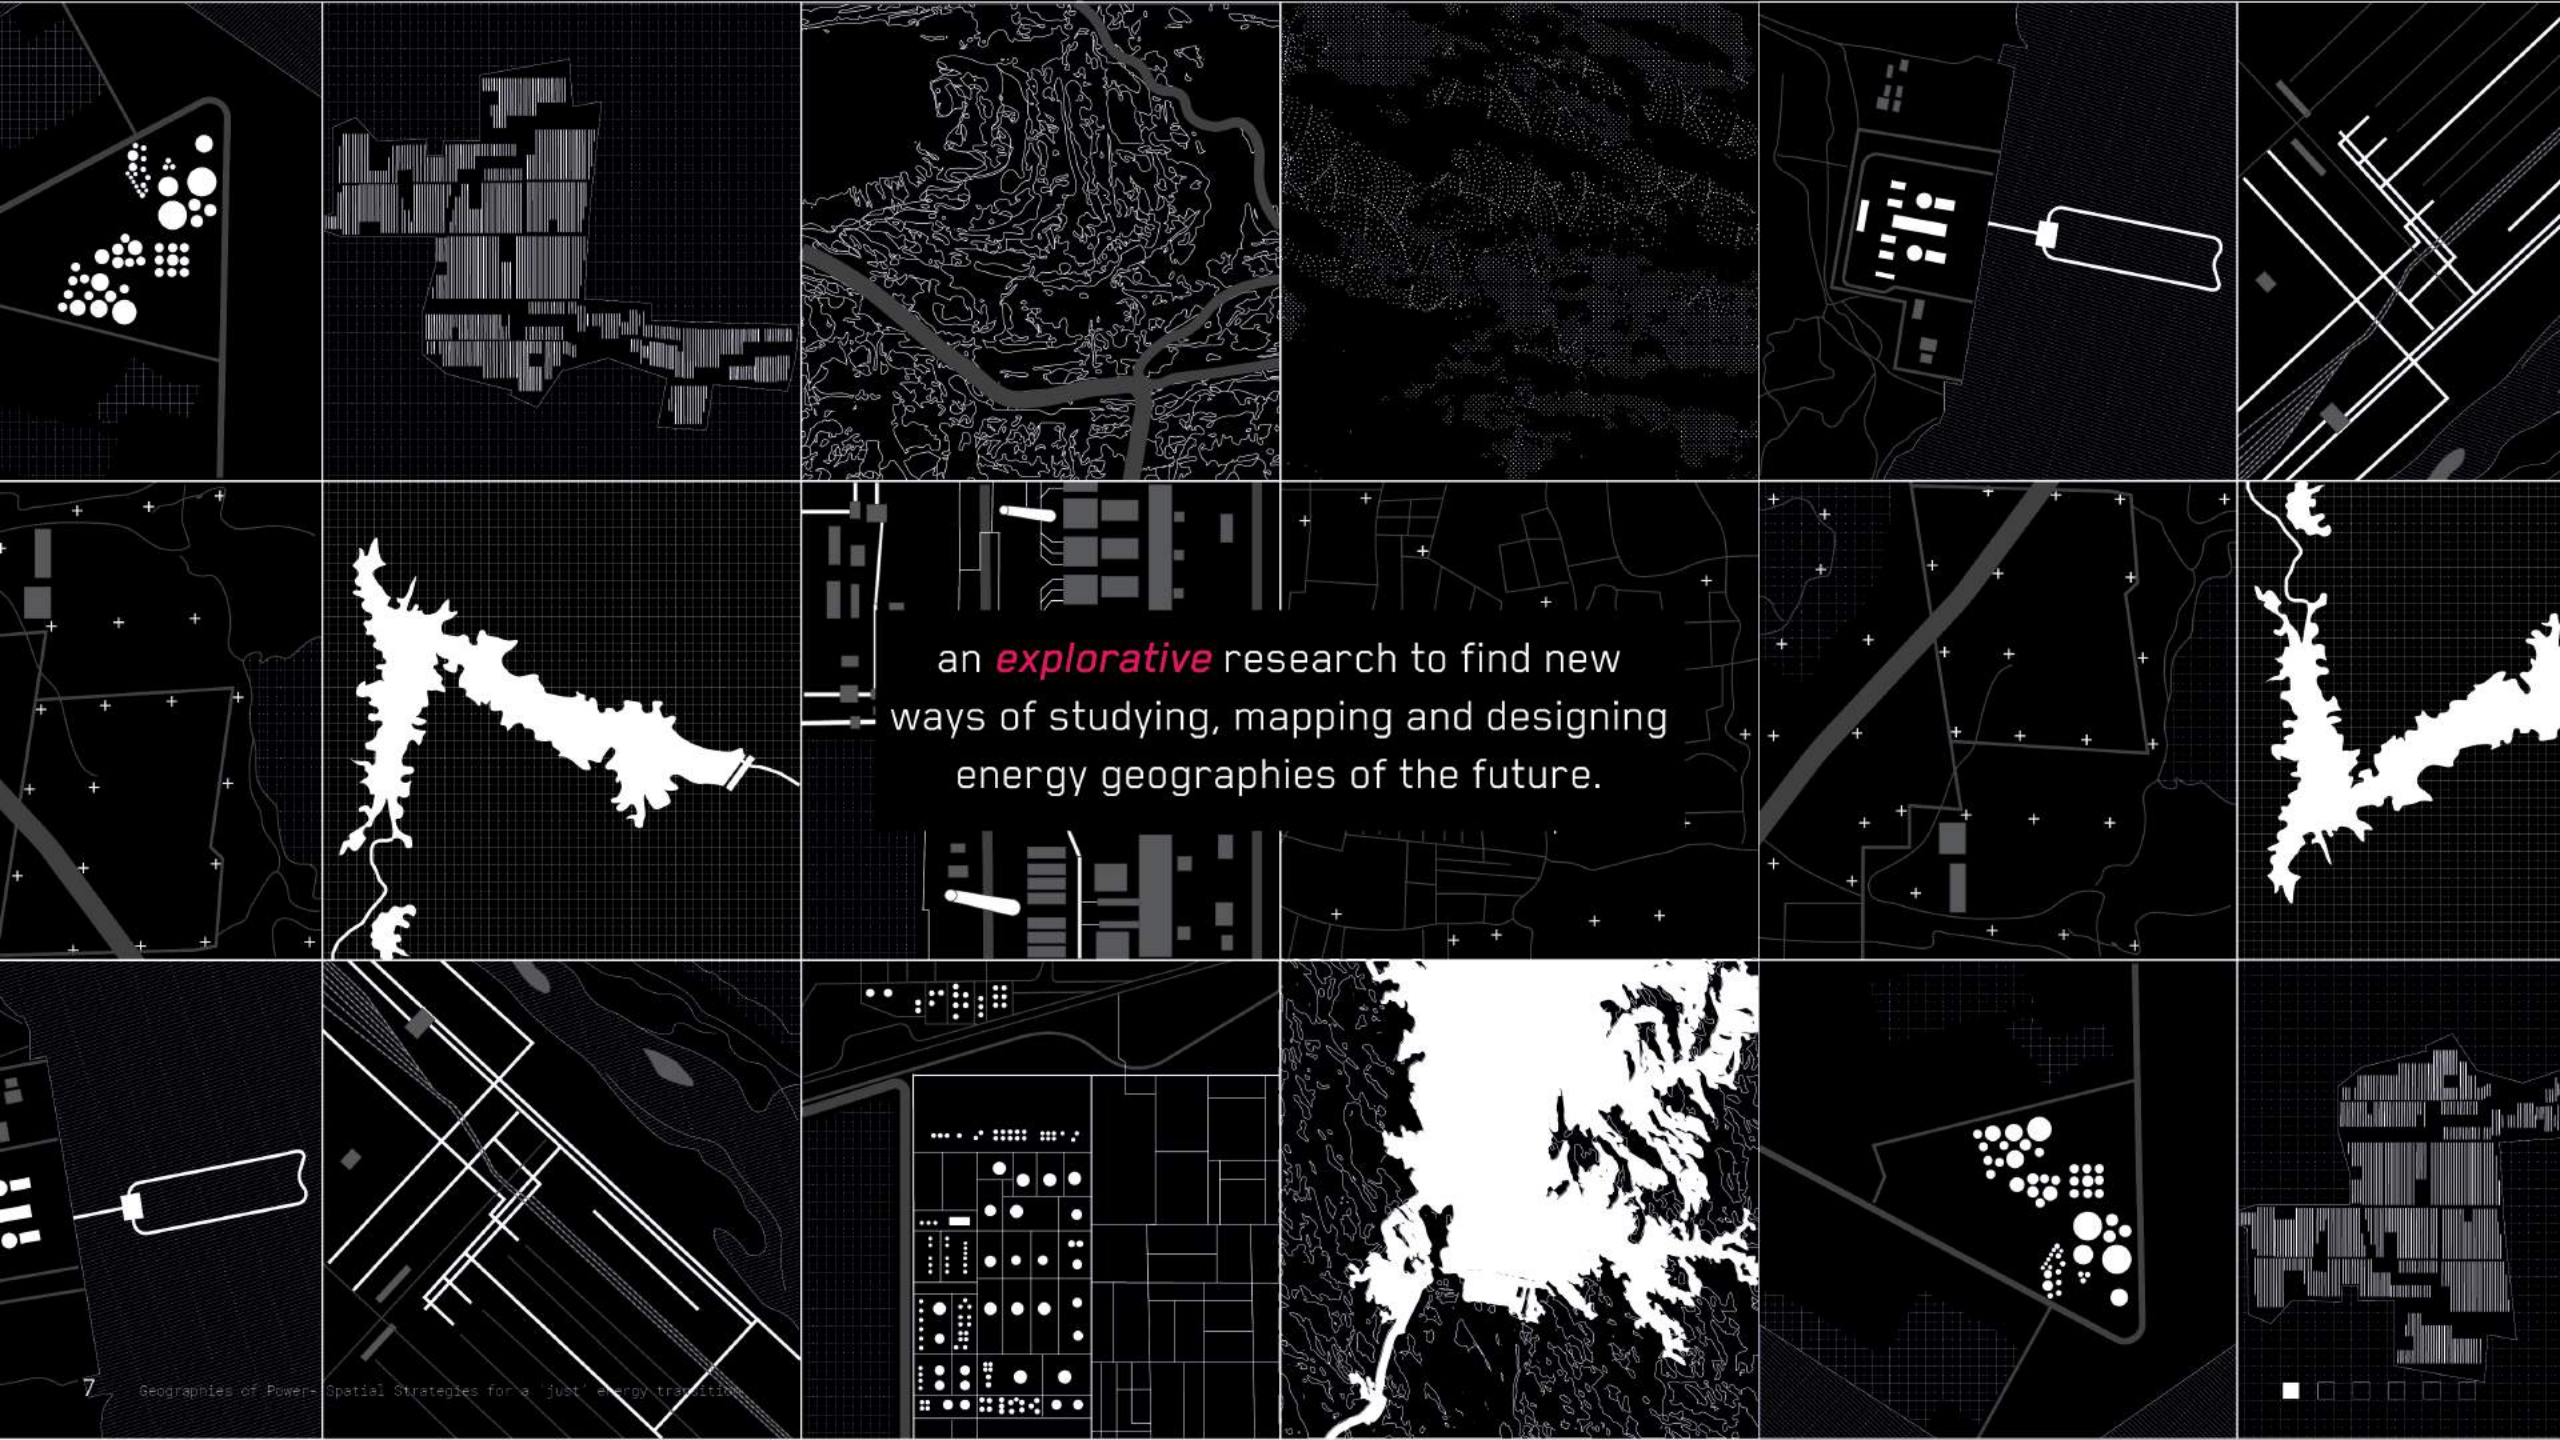 an explorative research to find new
ways of studying, mapping and designing
energy geographies of the future.
7 Geographies of Power- Spatial Strategies for a 'just' energy transition